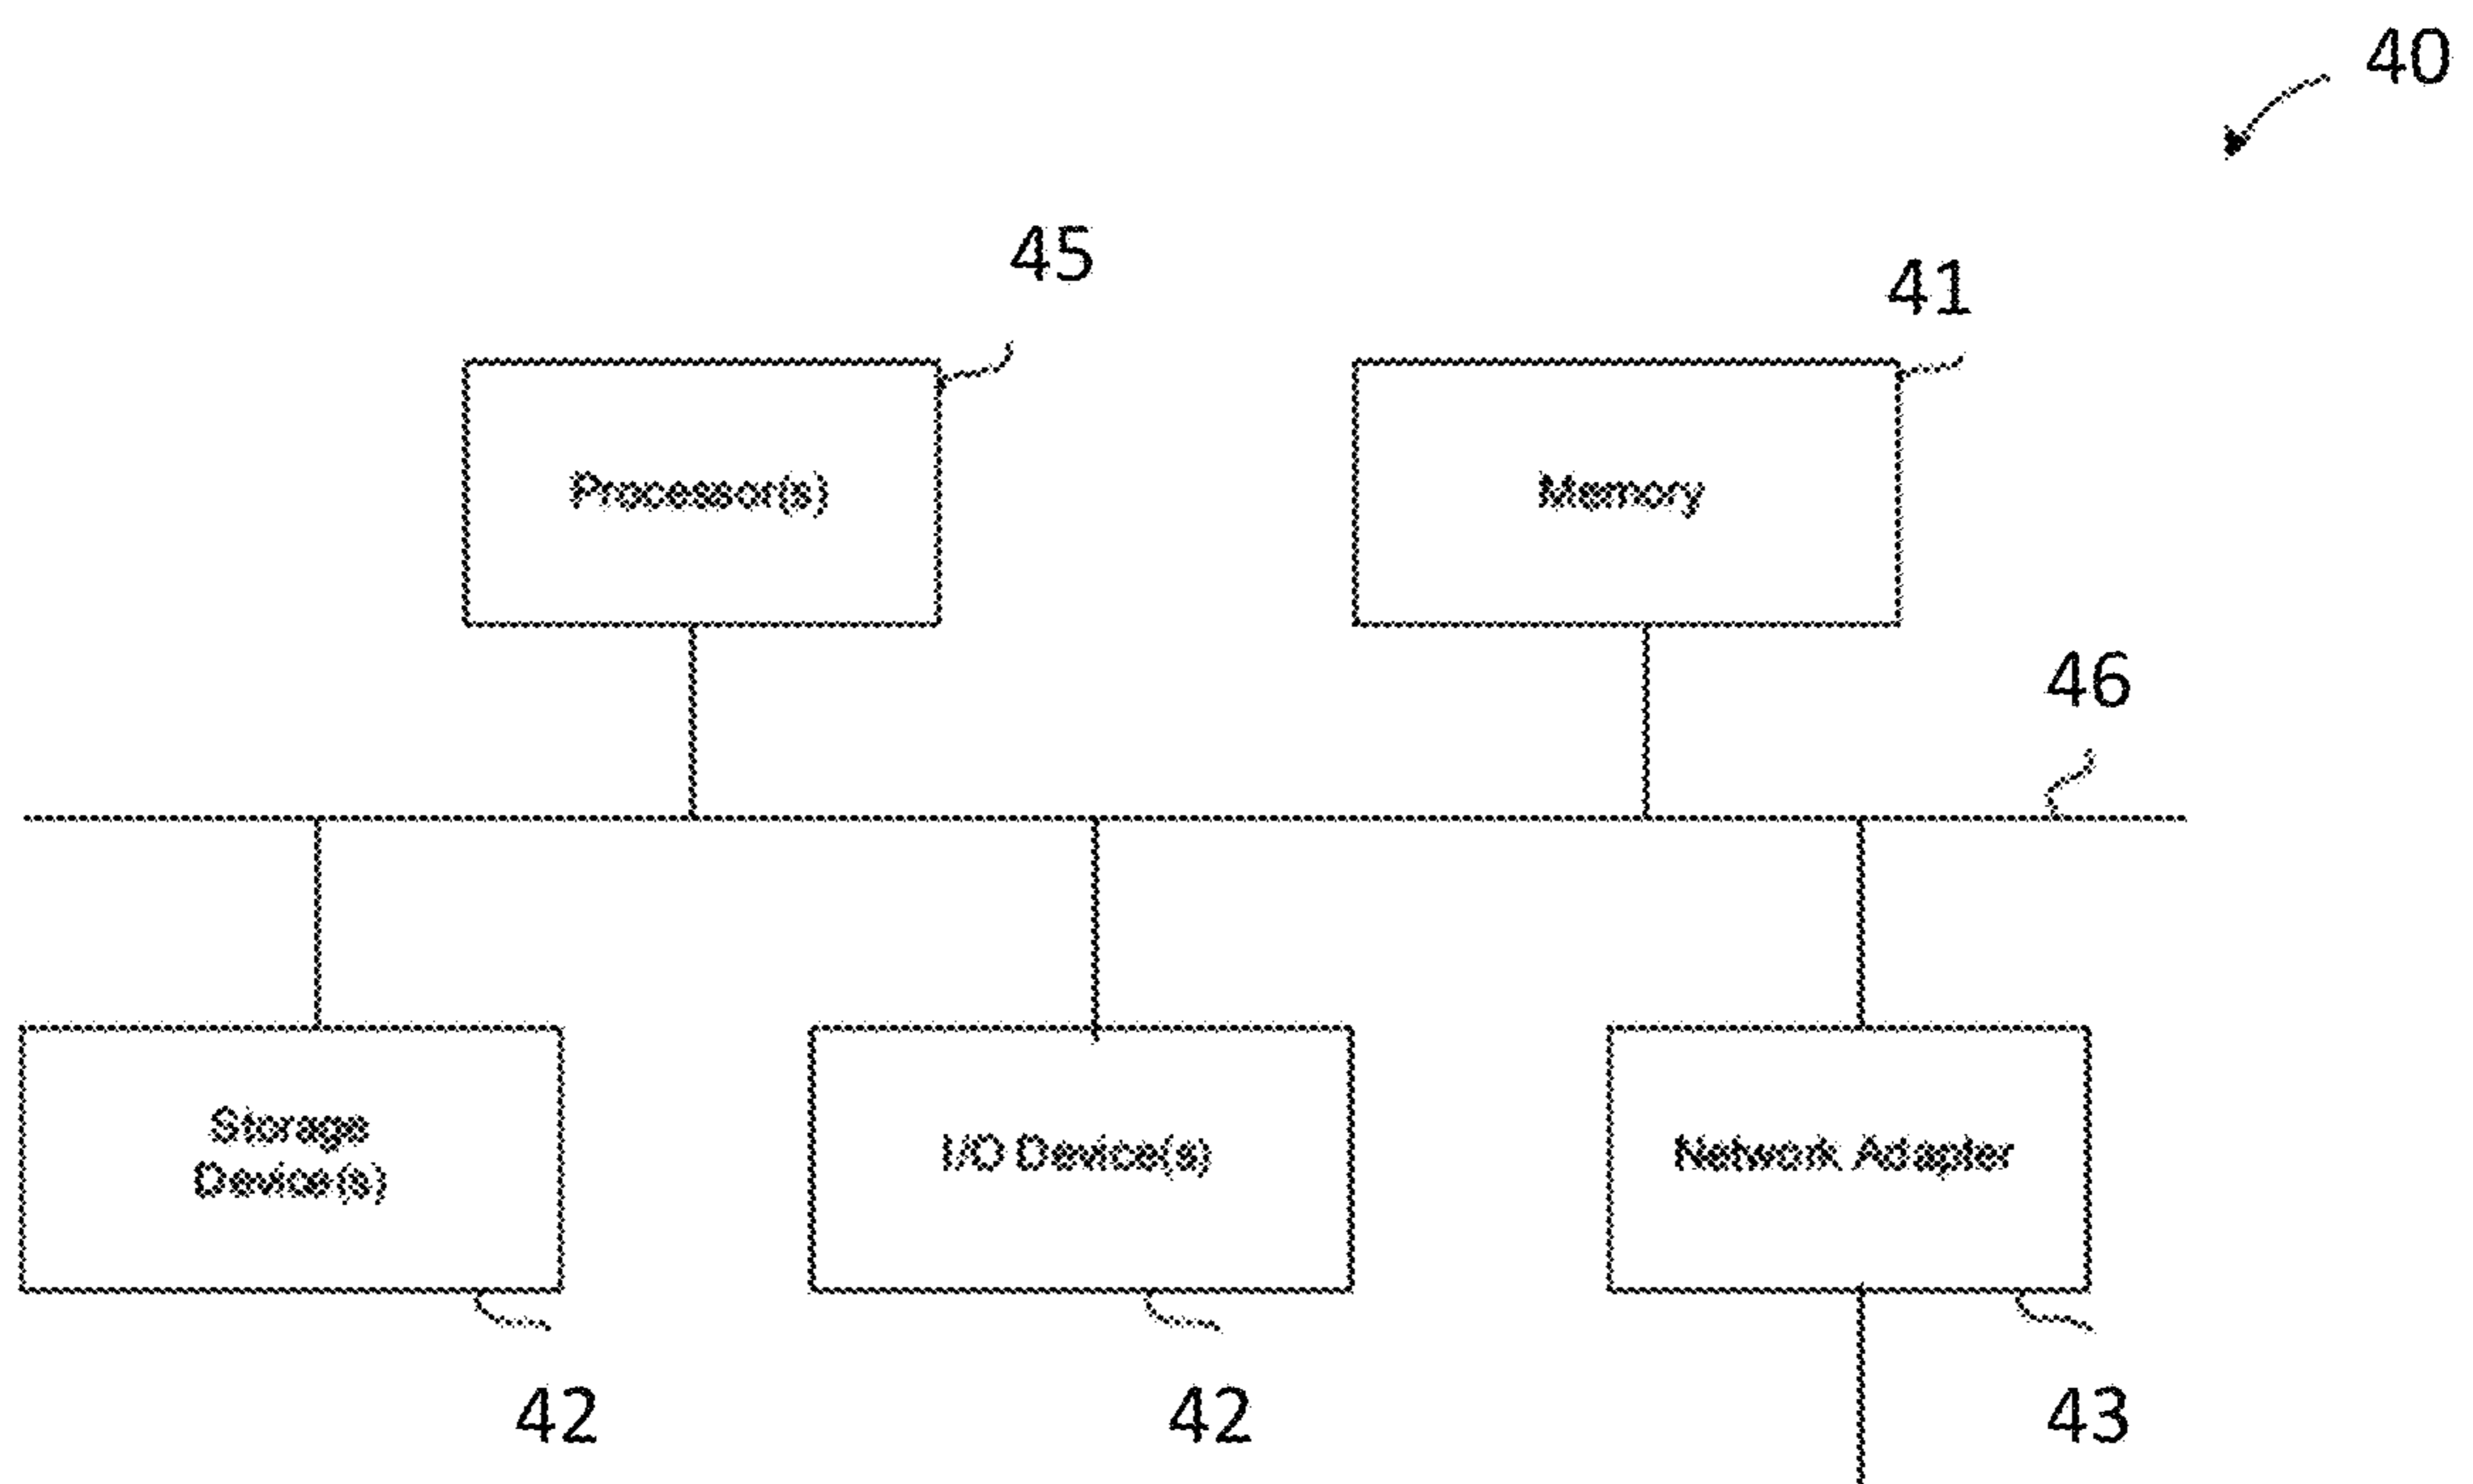 40
45
41
Processor(s)
Memory
46
Storage
Device(s)
I/O Device(s)
Network Adapter
42
42
43